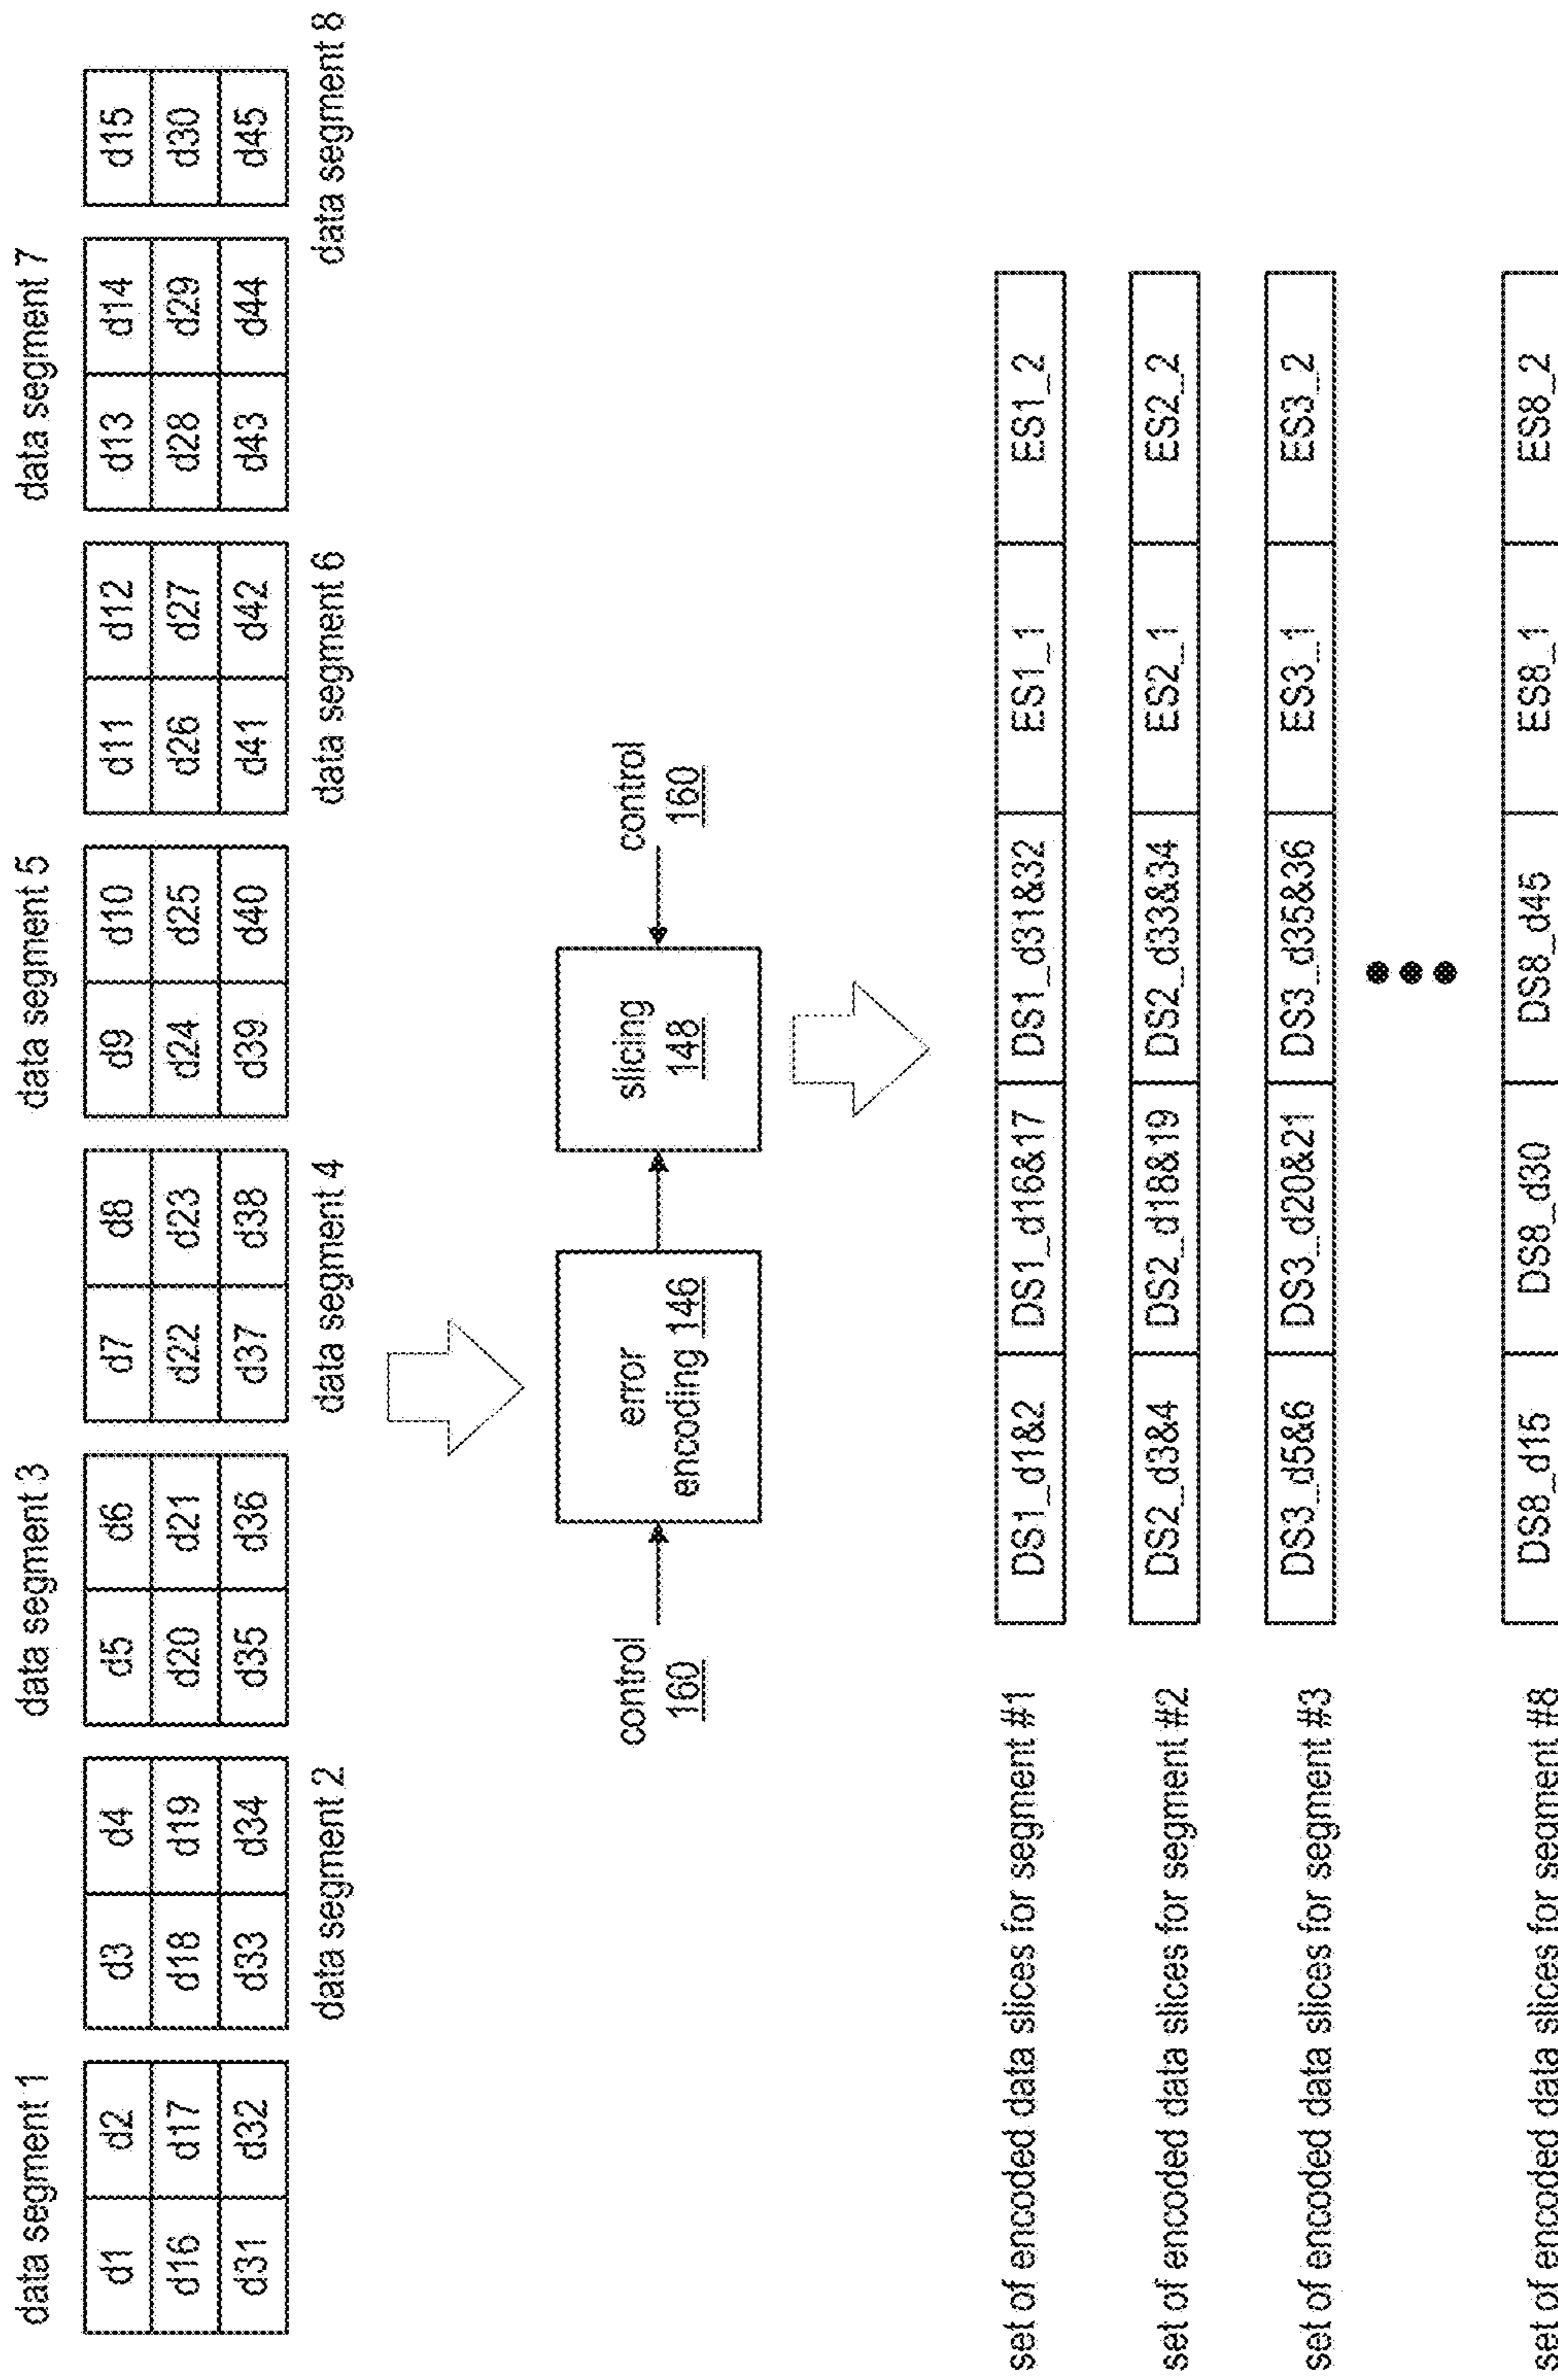 data segment 1
data segment 3
data segment 5
data segment 7
d1 d2 d3 d4 d5 d6 d7 d8 d9 d10 d11 d12 d13 d14 d15
d16 d17 d18 d19 d20 d21 d22 d23 d24 d25 d26 d27 d28 d29 d30
d31 d32 d33 d34 d35 d36 d37 d38 d39 d40 d41 d42 d43 d44 d45
data segment 2
data segment 4
data segment 6
data segment 8
control
160
error
encoding 146
slicing
148
control
160
set of encoded data slices for segment #1
DS1_d1&2 DS1_d16&17 DS1_d31&32 ES1_1 ES1_2
set of encoded data slices for segment #2
DS2_d3&4 DS2_d18&19 DS2_d33&34 ES2_1 ES2_2
set of encoded data slices for segment #3
DS3_d5&6 DS3_d20&21 DS3_d35&36 ES3_1 ES3_2
set of encoded data slices for segment #8
DS8_d15 DS8_d30 DS8_d45 ES8_1 ES8_2